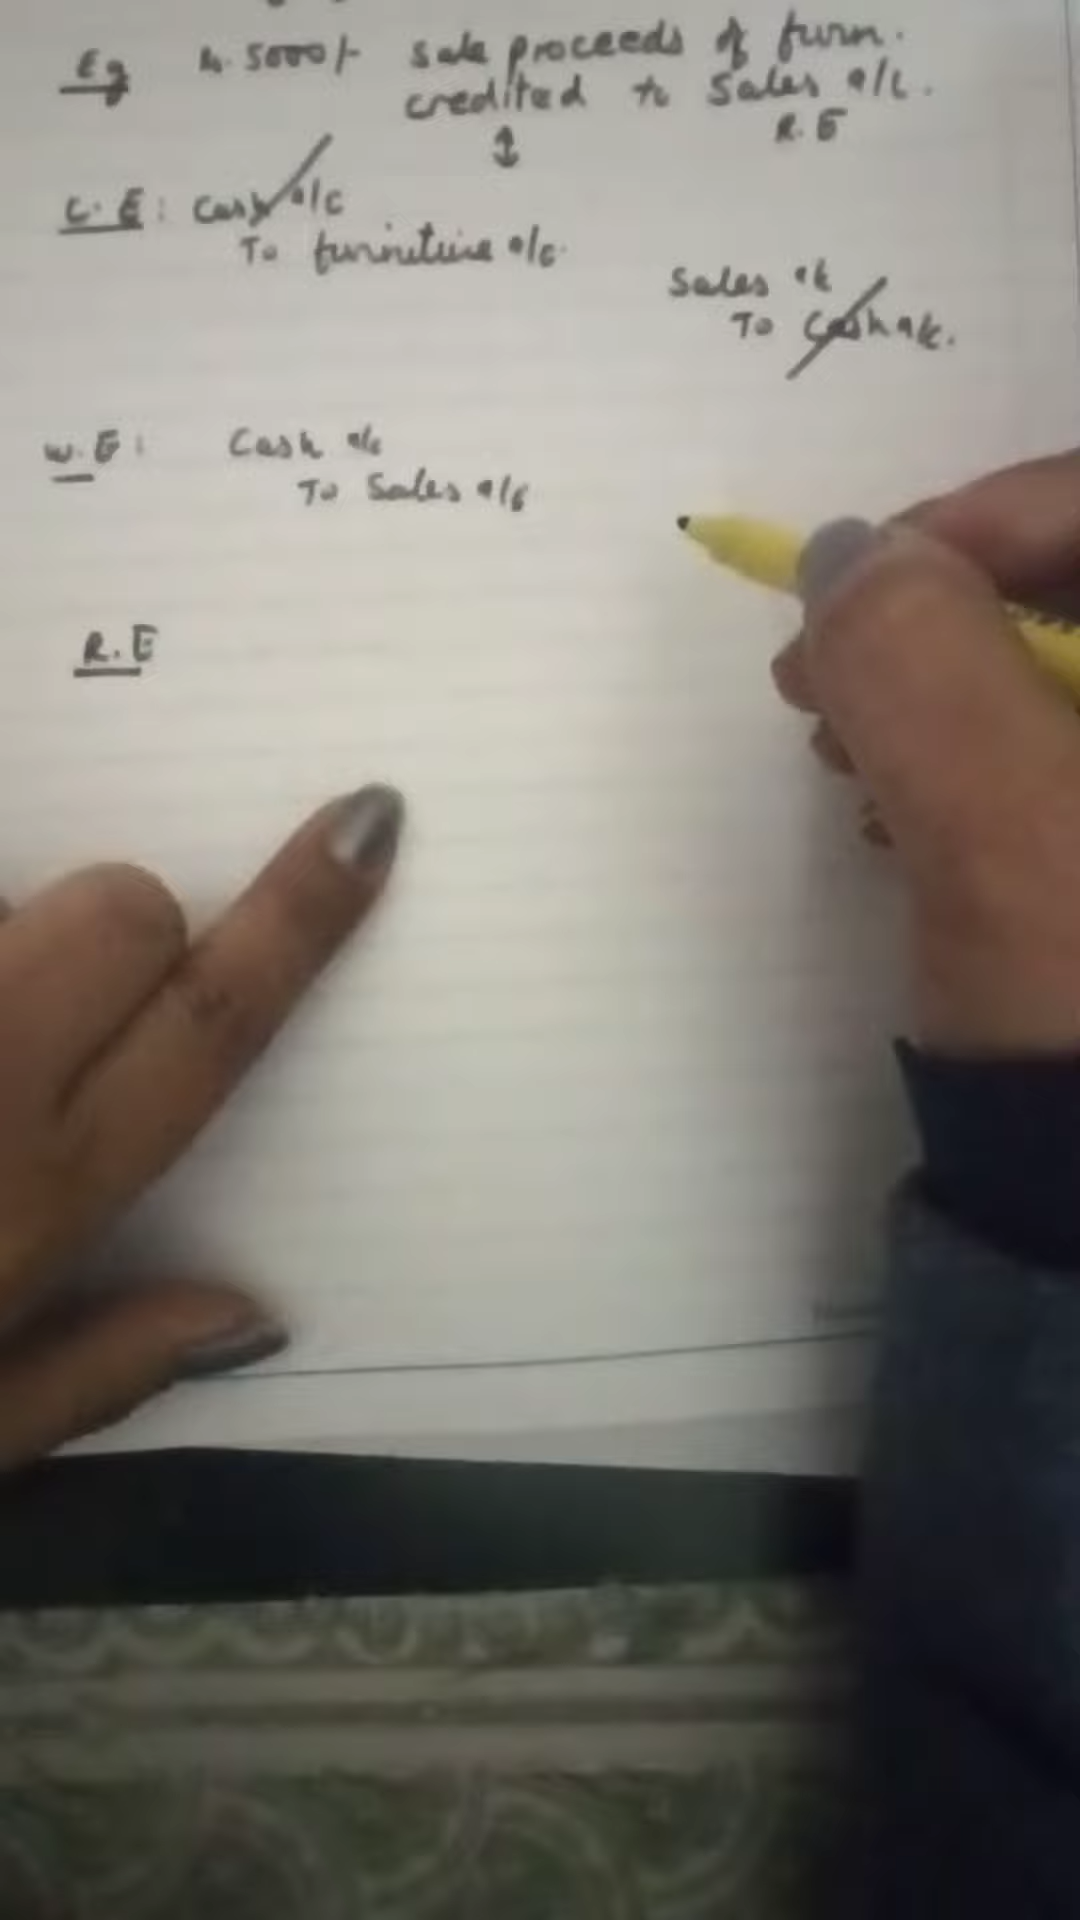 Eg Rs. 5000/- Sale proceeds of furn.
credited to Sales a/c.
R.E
C.E: Cash a/c
To furniture a/c.
Sales a/c
To Cash a/c.
W.E: Cash a/c
To Sales a/c
R.E